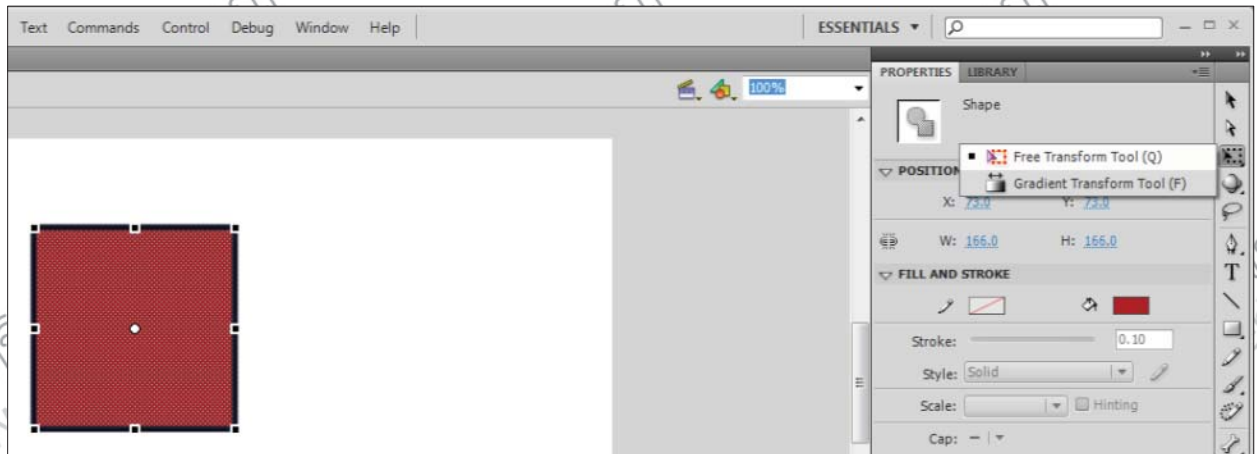 Text Commands Control Debug Window Help ESSENTIALS
100%
PROPERTIES LIBRARY
Shape
Free Transform Tool (Q)
Gradient Transform Tool (F)
POSITION
X: 73.0 Y: 73.0
W: 166.0 H: 166.0
FILL AND STROKE
Stroke: 0.10
Style: Solid
Scale: Hinting
Cap:
T